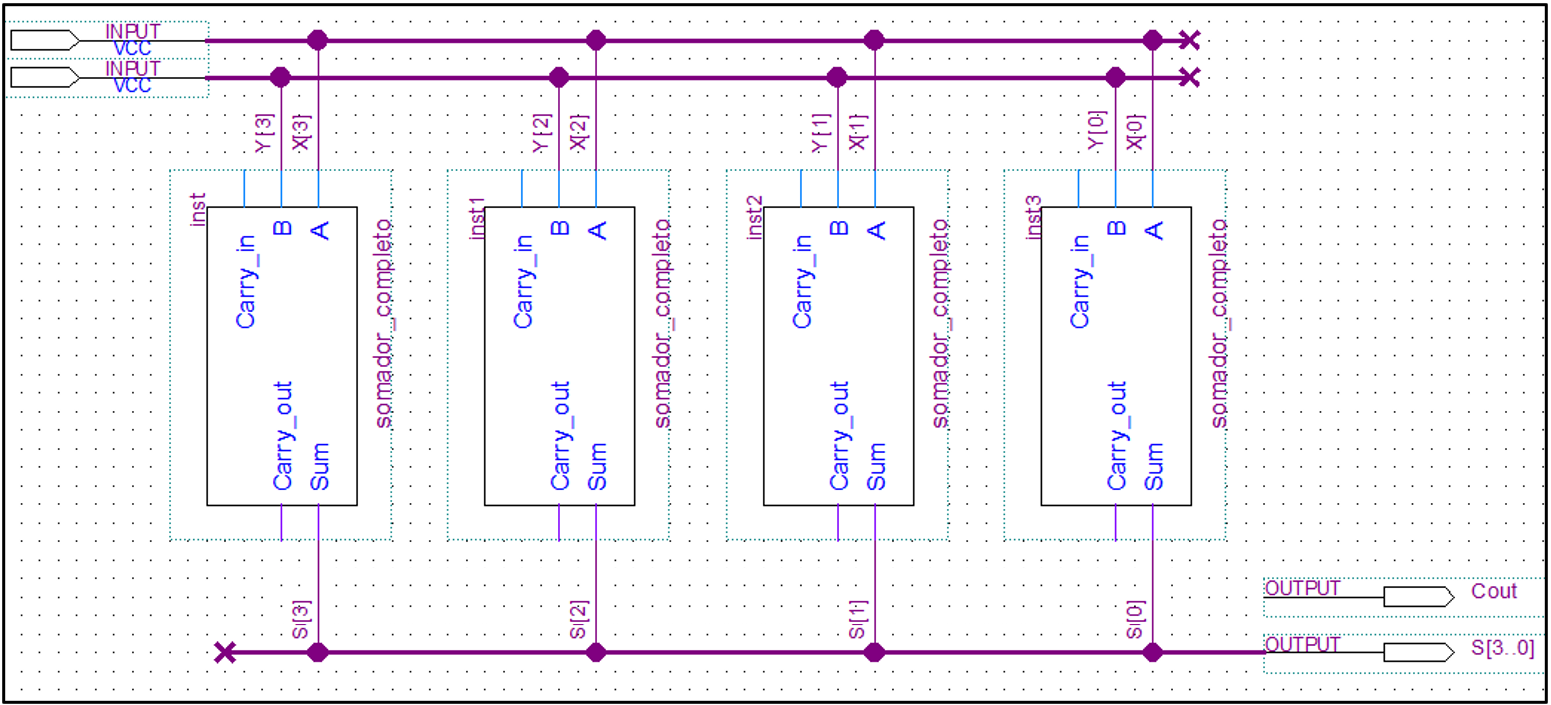 INPUT
VCC
INPUT
VCC
Y[3]
X[3]
Y[2]
X[2]
Y[1]
X[1]
Y[0]
X[0]
inst
Carry_in
B
A
Carry_out
Sum
somador_completo
inst1
Carry_in
B
A
Carry_out
Sum
somador_completo
inst2
Carry_in
B
A
Carry_out
Sum
somador_completo
inst3
Carry_in
B
A
Carry_out
Sum
somador_completo
S[3]
S[2]
S[1]
S[0]
OUTPUT
Cout
OUTPUT
S[3..0]